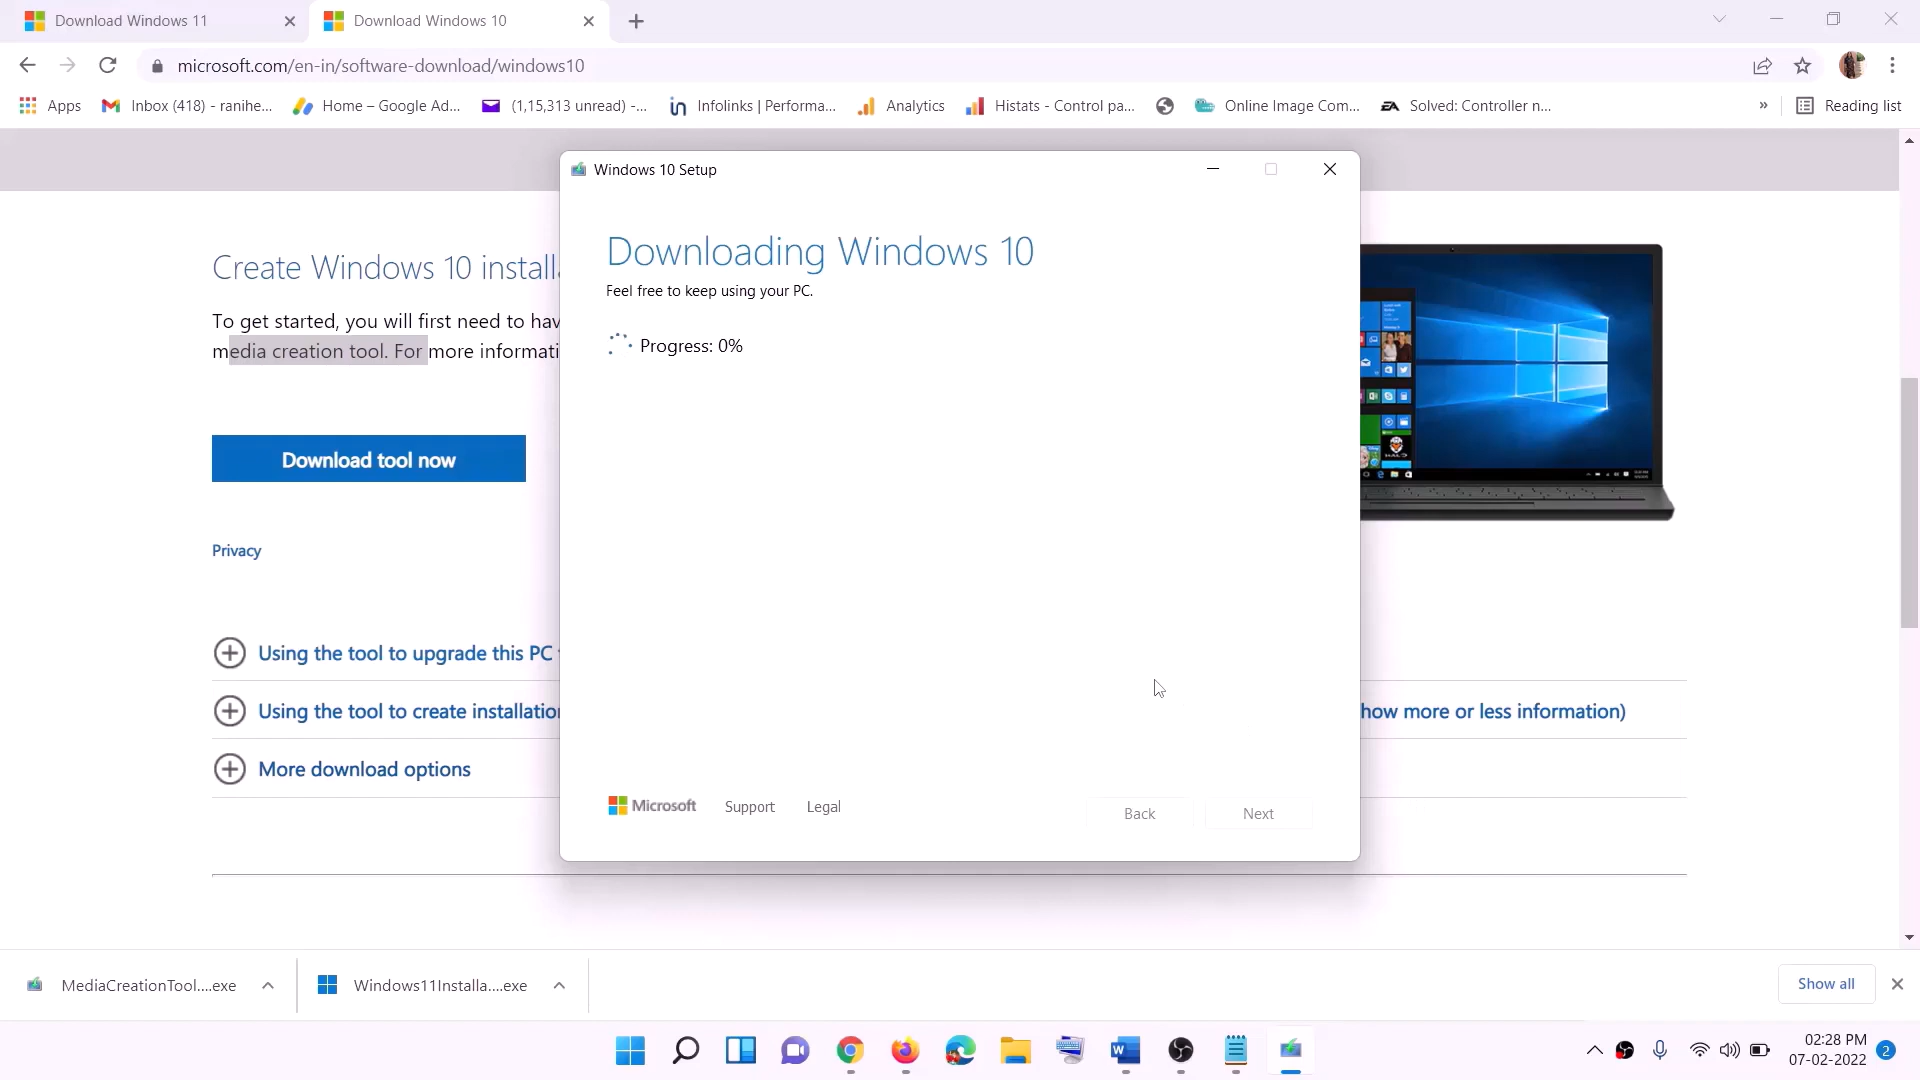 Download Windows 11
Download Windows 10
microsoft.com/en-in/software-download/windows10
Apps
Inbox (418) - ranihe...
Home – Google Ad...
(1,15,313 unread) -...
Infolinks | Performa...
Analytics
Histats - Control pa...
Online Image Com...
Solved: Controller n...
»
Reading list
Windows 10 Setup
Downloading Windows 10
Feel free to keep using your PC.
Progress: 0%
Create Windows 10 installa
To get started, you will first need to hav
media creation tool. For more informati
Download tool now
Privacy
Using the tool to upgrade this PC
Using the tool to create installation
how more or less information)
More download options
Microsoft
Support
Legal
Back
Next
MediaCreationTool....exe
Windows11Installa....exe
Show all
02:28 PM
07-02-2022
2